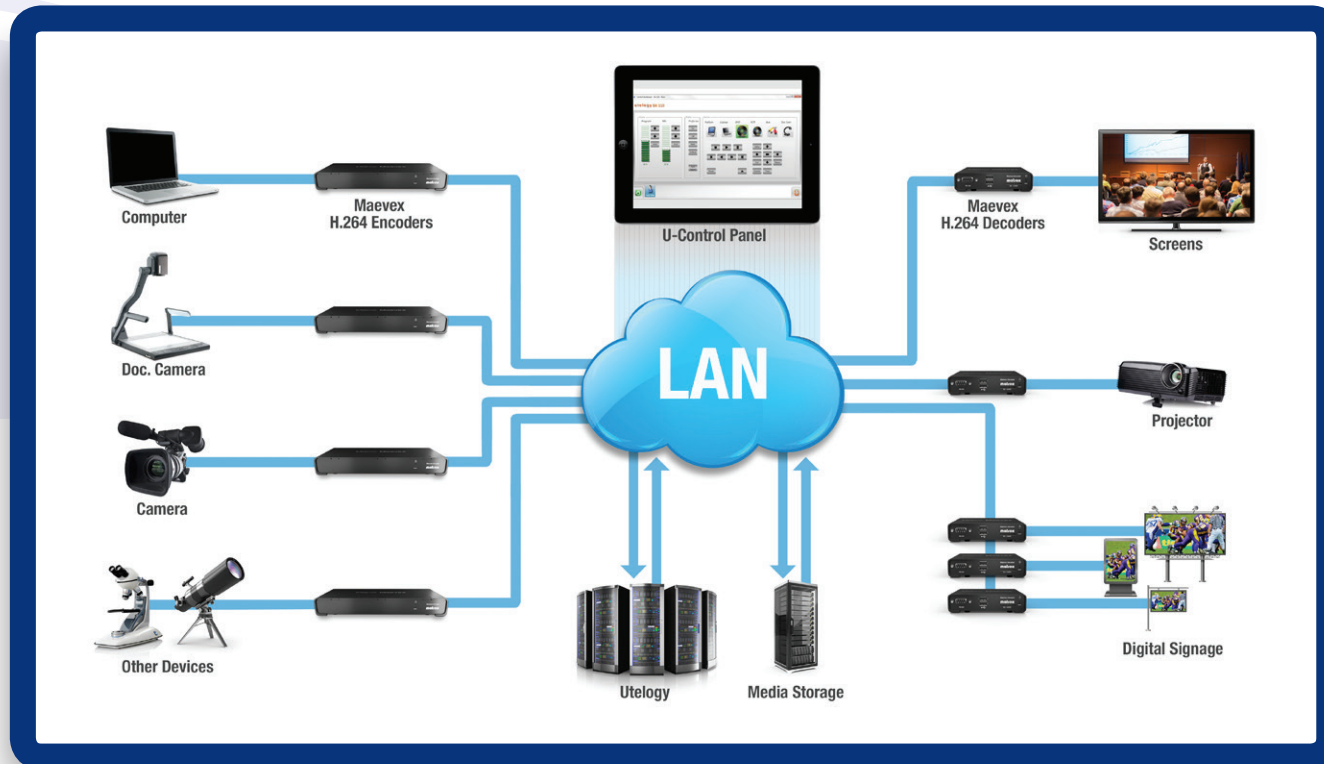 Computer
Maevex
H.264 Encoders
U-Control Panel
Maevex
H.264 Decoders
Screens
Doc. Camera
LAN
Projector
Camera
Other Devices
Utelogy
Media Storage
Digital Signage